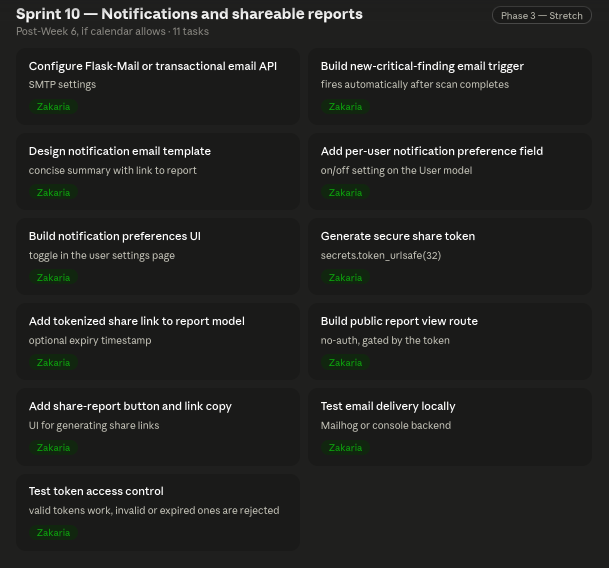 Sprint 10 — Notifications and shareable reports
Phase 3 — Stretch
Post-Week 6, if calendar allows · 11 tasks
Configure Flask-Mail or transactional email API
SMTP settings
Zakaria
Build new-critical-finding email trigger
fires automatically after scan completes
Zakaria
Design notification email template
concise summary with link to report
Zakaria
Add per-user notification preference field
on/off setting on the User model
Zakaria
Build notification preferences UI
toggle in the user settings page
Zakaria
Generate secure share token
secrets.token_urlsafe(32)
Zakaria
Add tokenized share link to report model
optional expiry timestamp
Zakaria
Build public report view route
no-auth, gated by the token
Zakaria
Add share-report button and link copy
UI for generating share links
Zakaria
Test email delivery locally
Mailhog or console backend
Zakaria
Test token access control
valid tokens work, invalid or expired ones are rejected
Zakaria